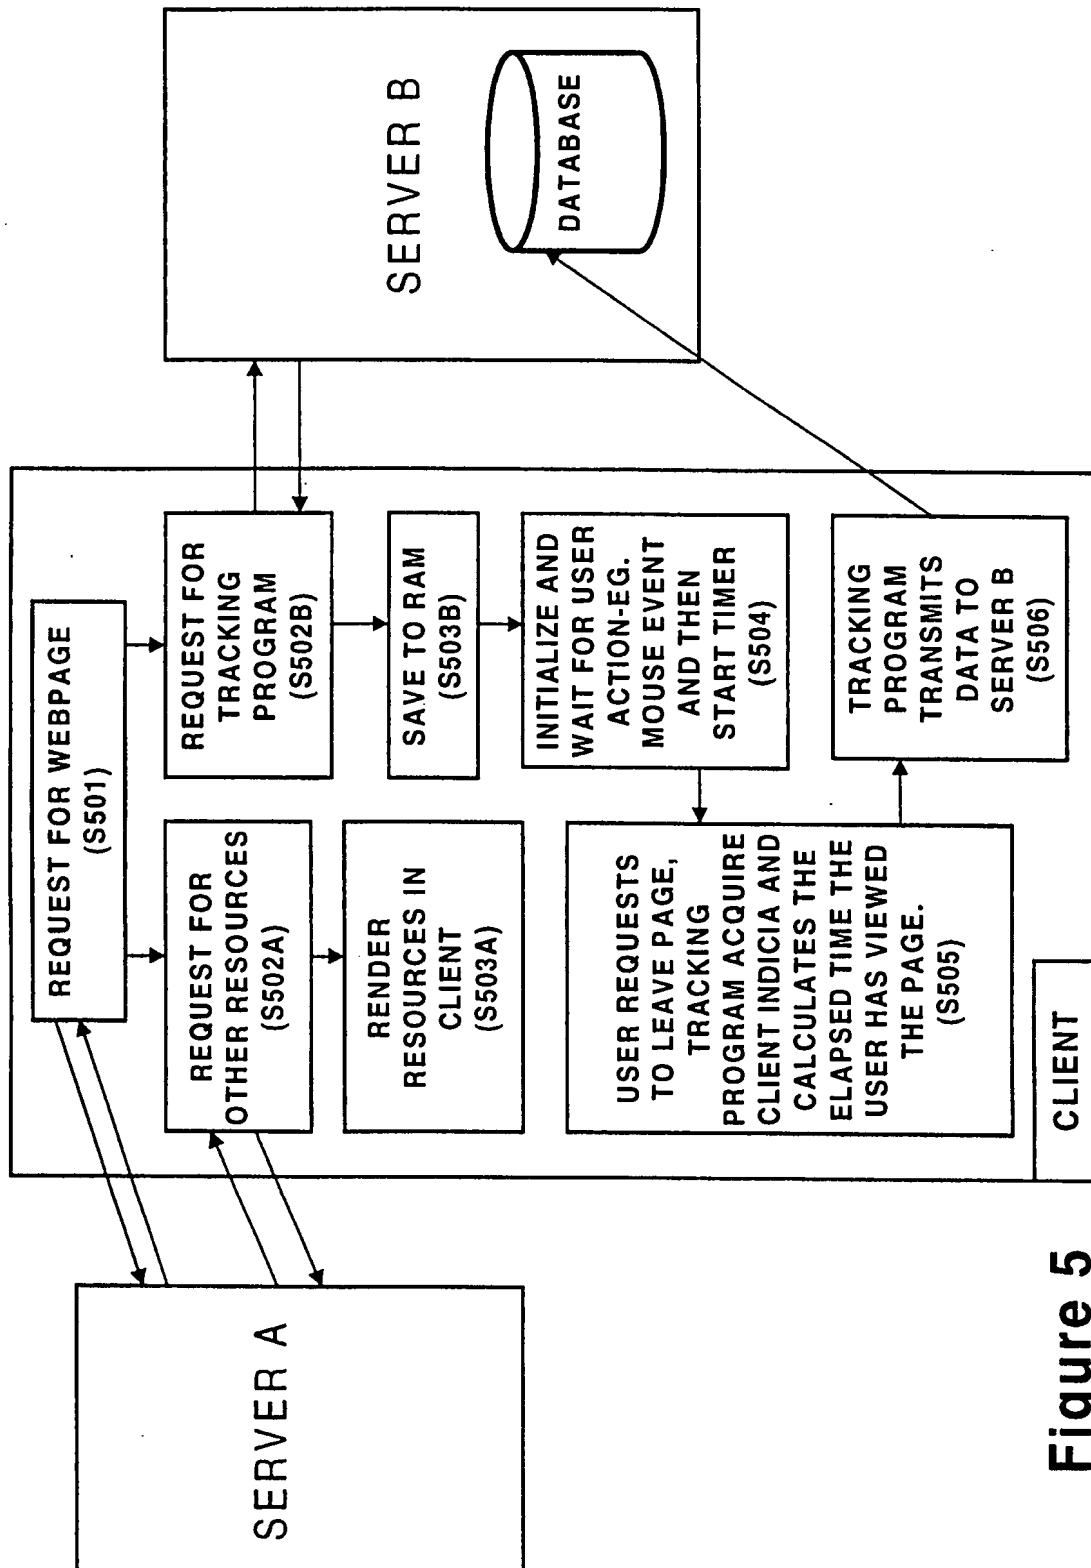 SERVER A
REQUEST FOR WEBPAGE
(S501)
REQUEST FOR
OTHER RESOURCES
(S502A)
RENDER
RESOURCES IN
CLIENT
(S503A)
REQUEST FOR
TRACKING
PROGRAM
(S502B)
SAVE TO RAM
(S503B)
INITIALIZE AND
WAIT FOR USER
ACTION-EG.
MOUSE EVENT
AND THEN
START TIMER
(S504)
USER REQUESTS
TO LEAVE PAGE,
TRACKING
PROGRAM ACQUIRE
CLIENT INDICIA AND
CALCULATES THE
ELAPSED TIME THE
USER HAS VIEWED
THE PAGE.
(S505)
TRACKING
PROGRAM
TRANSMITS
DATA TO
SERVER B
(S506)
CLIENT
SERVER B
DATABASE
Figure 5